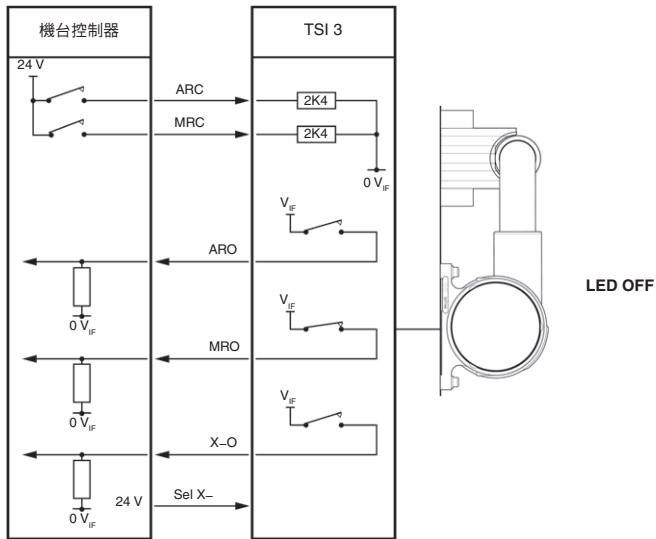 機台控制器
TSI 3
24 V
ARC
2K4
MRC
2K4
0 VIF
VIF
ARO
0 VIF
VIF
LED OFF
MRO
0 VIF
VIF
X–O
24 V
Sel X–
0 VIF